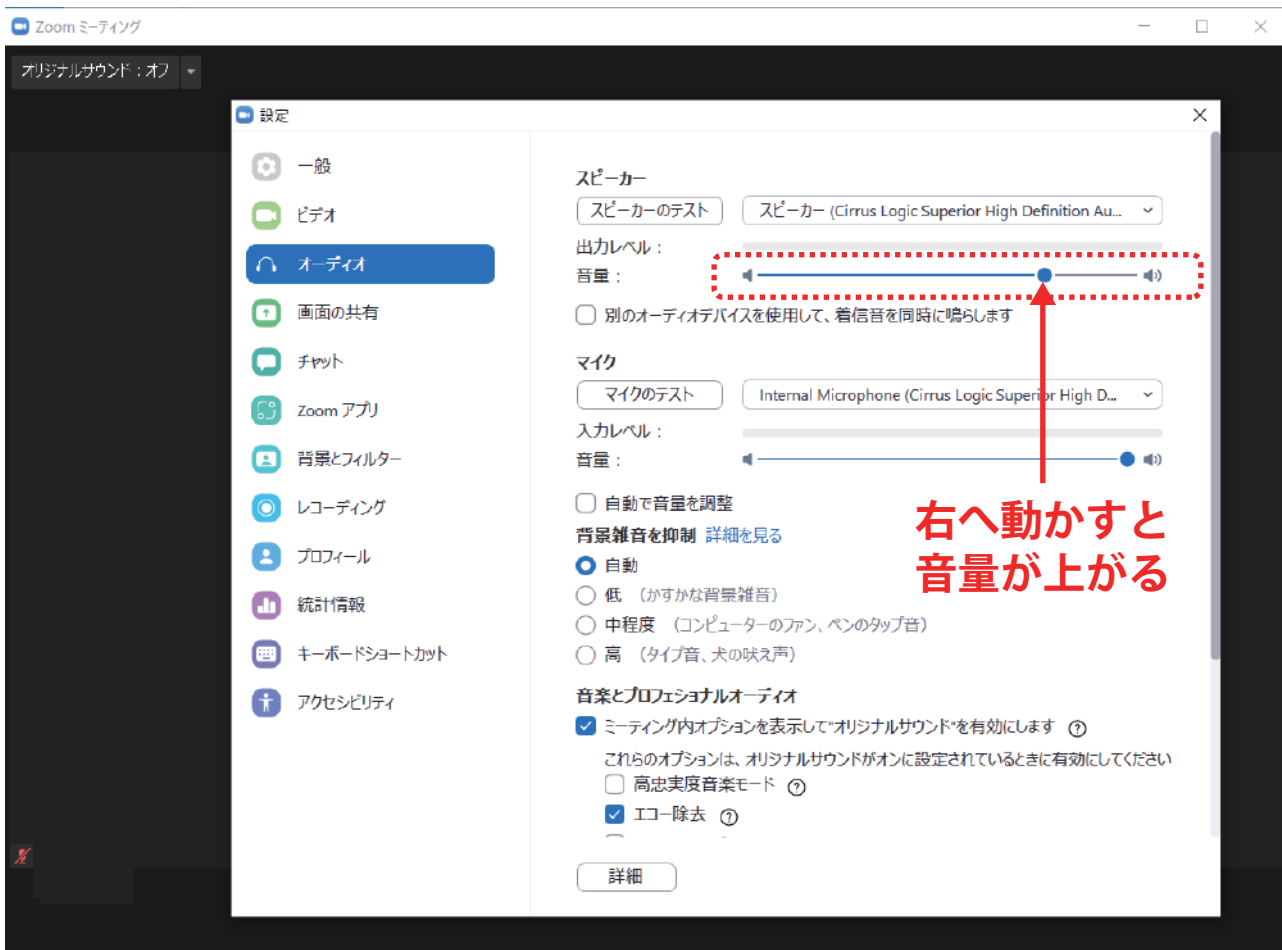 Zoom ミーティング
オリジナルサウンド：オフ
設定
一般
ビデオ
オーディオ
画面の共有
チャット
Zoom アプリ
背景とフィルター
レコーディング
プロフィール
統計情報
キーボードショートカット
アクセシビリティ
スピーカー
スピーカーのテスト
スピーカー (Cirrus Logic Superior High Definition Au...
出力レベル：
音量：
別のオーディオデバイスを使用して、着信音を同時に鳴らします
マイク
マイクのテスト
Internal Microphone (Cirrus Logic Superior High D...
入力レベル：
音量：
自動で音量を調整
背景雑音を抑制 詳細を見る
自動
低 （かすかな背景雑音）
中程度 （コンピューターのファン、ペンのタップ音）
高 （タイプ音、犬の吠え声）
右へ動かすと
音量が上がる
音楽とプロフェショナルオーディオ
ミーティング内オプションを表示して"オリジナルサウンド"を有効にします
これらのオプションは、オリジナルサウンドがオンに設定されているときに有効にしてください
高忠実度音楽モード
エコー除去
詳細